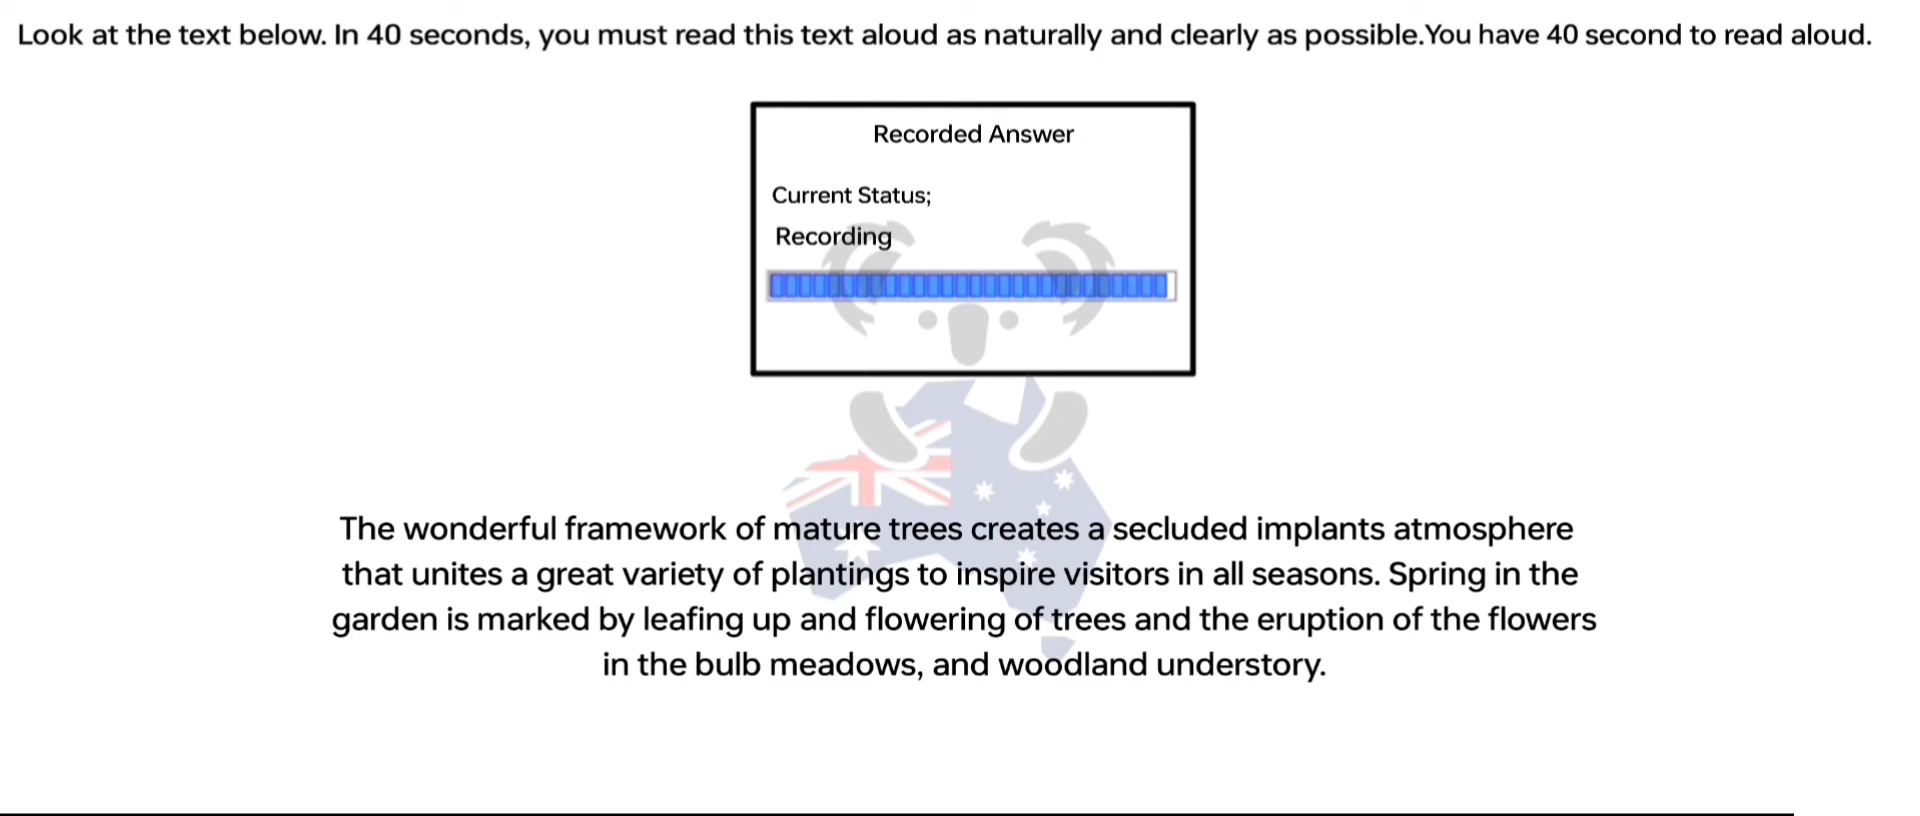 Look at the text below. In 40 seconds, you must read this text aloud as naturally and clearly as possible.You have 40 second to read aloud.
Recorded Answer
Current Status;
Recording
The wonderful framework of mature trees creates a secluded implants atmosphere
that unites a great variety of plantings to inspire visitors in all seasons. Spring in the
garden is marked by leafing up and flowering of trees and the eruption of the flowers
in the bulb meadows, and woodland understory.